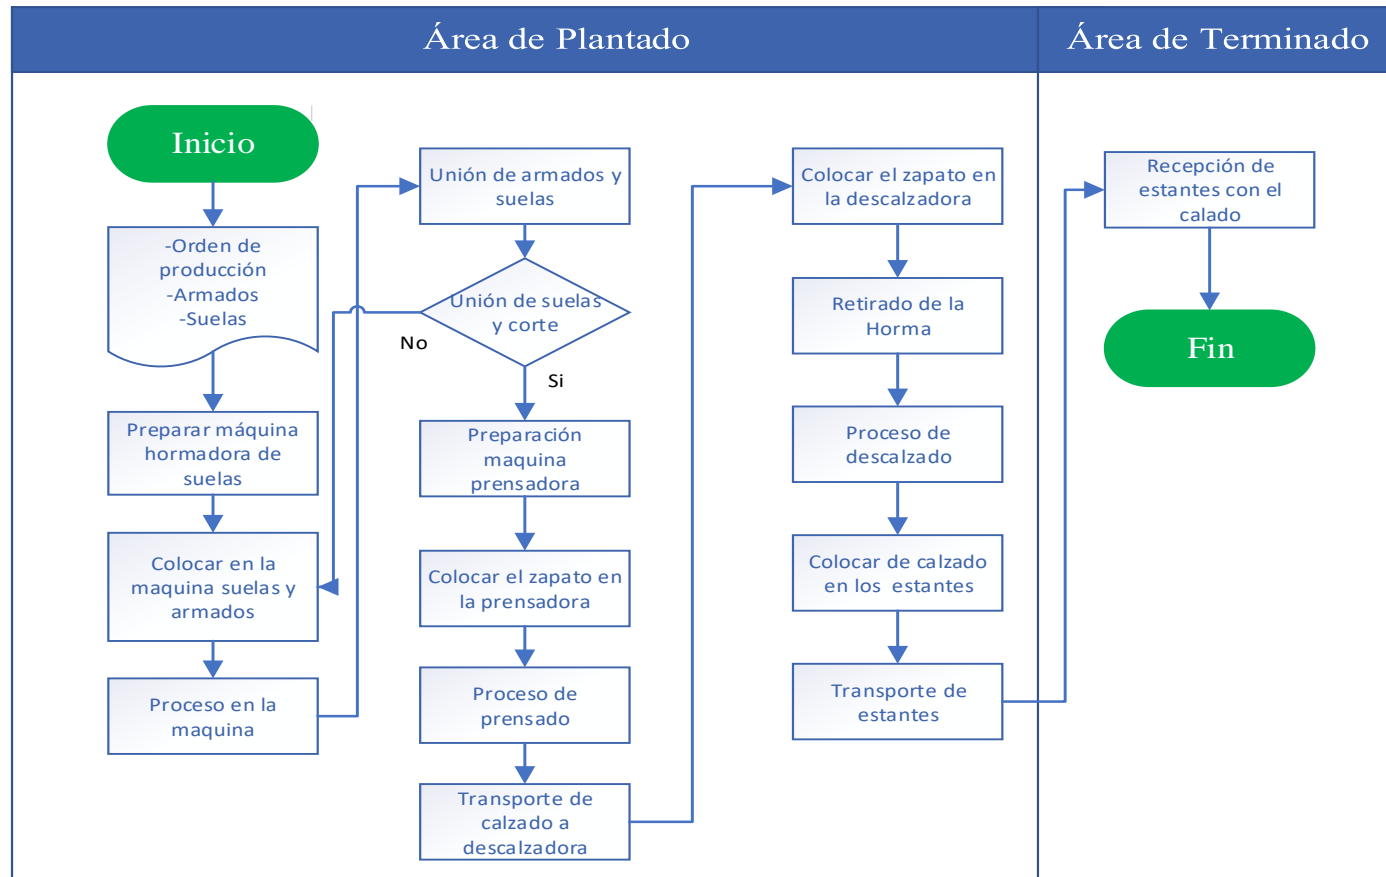 Área de Plantado
Área de Terminado
Inicio
-Orden de
producción
-Armados
-Suelas
Preparar máquina
hormadora de
suelas
Colocar en la
maquina suelas y
armados
Proceso en la
maquina
Unión de armados y
suelas
Unión de suelas
y corte
No
Si
Preparación
maquina
prensadora
Colocar el zapato en
la prensadora
Proceso de
prensado
Transporte de
calzado a
descalzadora
Colocar el zapato en
la descalzadora
Retirado de la
Horma
Proceso de
descalzado
Colocar de calzado
en los estantes
Transporte de
estantes
Recepción de
estantes con el
calado
Fin